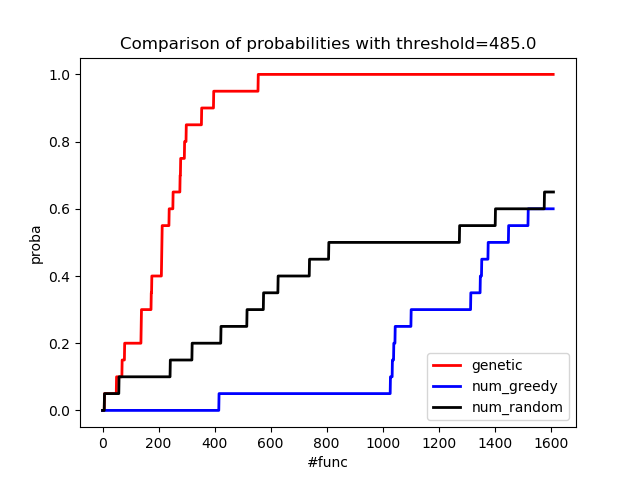 Comparison of probabilities with threshold=485.0
1.0
0.8
0.6
0.4
0.2
0.0
proba
0
200
400
600
800
1000
1200
1400
1600
#func
genetic
num_greedy
num_random